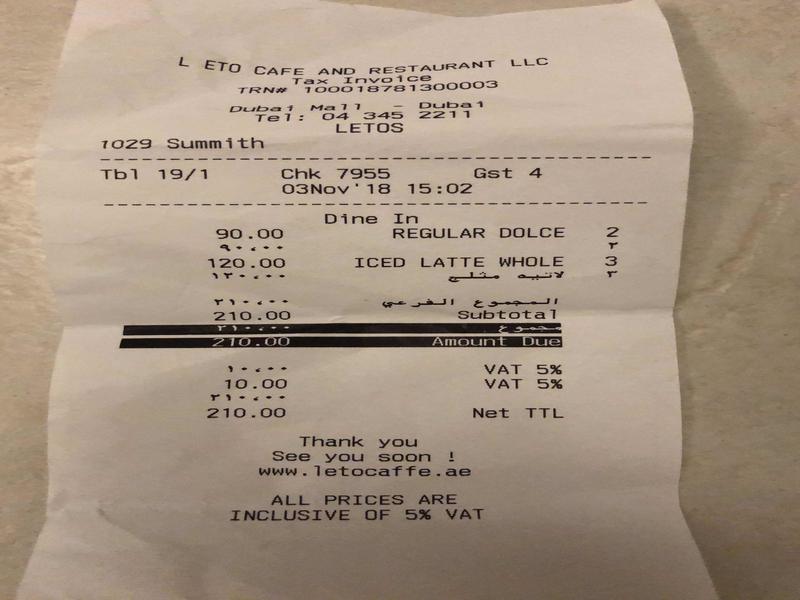 L ETO CAFE AND RESTAURANT LLC
Tax Invoice
TRN# 100018781300003
Dubai Mall - Dubai
Tel: 04 345 2211
LETOS
1029 Summith
Tbl 19/1 Chk 7955 Gst 4
03Nov'18 15:02
Dine In
90.00 REGULAR DOLCE 2
٩٠،٠٠ ٢
120.00 ICED LATTE WHOLE 3
١٢٠،٠٠ لاتيه مثلج ٣
٢١٠،٠٠ المجموع الفرعي
210.00 Subtotal
٢١٠،٠٠ مجموع
210.00 Amount Due
١٠،٠٠ VAT 5%
10.00 VAT 5%
٢١٠،٠٠
210.00 Net TTL
Thank you
See you soon !
www.letocaffe.ae
ALL PRICES ARE
INCLUSIVE OF 5% VAT